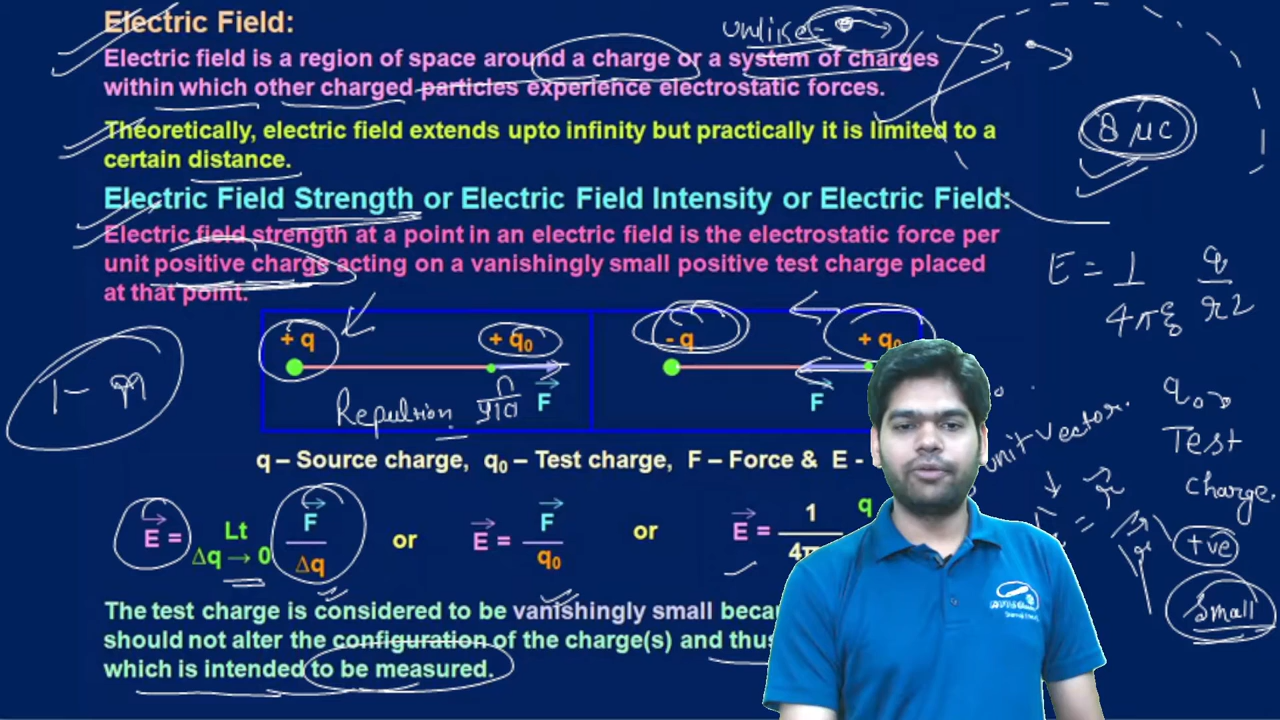 Electric Field:
unlike-
Electric field is a region of space around a charge or a system of charges
within which other charged particles experience electrostatic forces.
Theoretically, electric field extends upto infinity but practically it is limited to a
certain distance.
8 μc
Electric Field Strength or Electric Field Intensity or Electric Field:
Electric field strength at a point in an electric field is the electrostatic force per
unit positive charge acting on a vanishingly small positive test charge placed
at that point.
E = 1 q
4π r2
+ q + q0 - q + q0
F F
Repultion
unit vector.
q0
Test
charge.
q – Source charge, q0 – Test charge, F – Force & E -
E = Lt Δq → 0 F Δq or E = F q0 or E = 1 q
+ve
small
The test charge is considered to be vanishingly small
should not alter the configuration of the charge(s) and thus
which is intended to be measured.